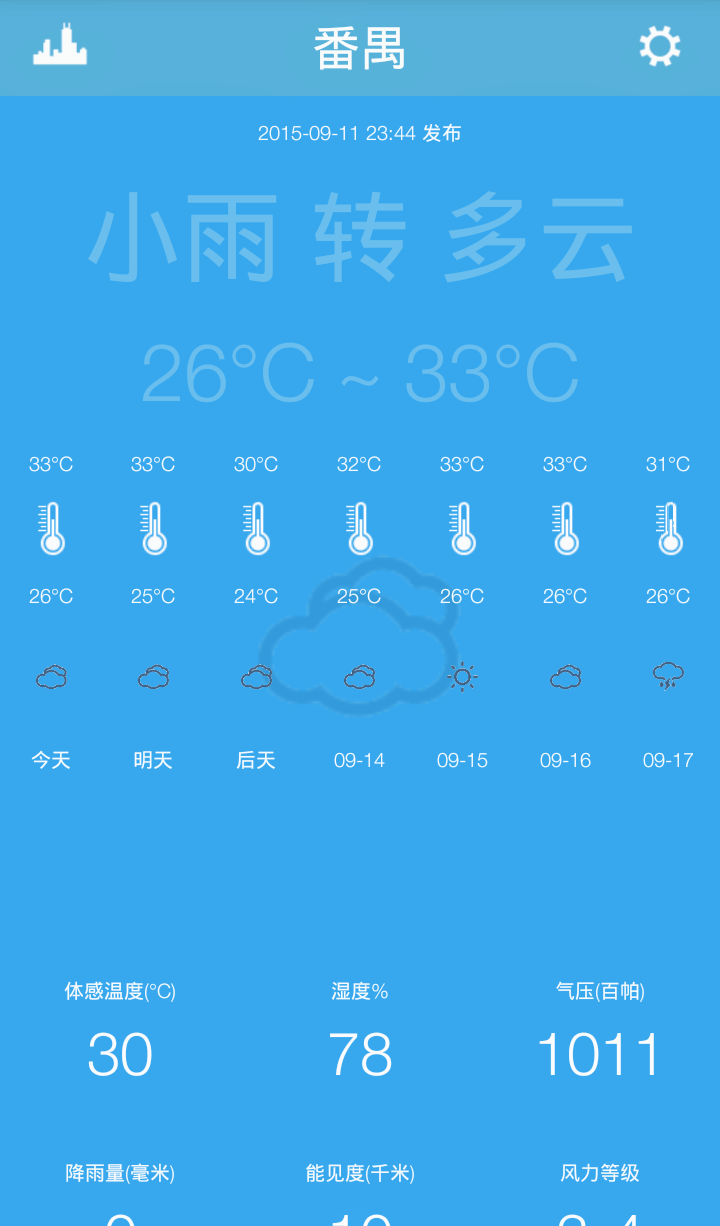 番禺
2015-09-11 23:44 发布
小雨 转 多云
26°C ~ 33°C
33°C 33°C 30°C 32°C 33°C 33°C 31°C
26°C 25°C 24°C 25°C 26°C 26°C 26°C
今天 明天 后天 09-14 09-15 09-16 09-17
体感温度(°C) 湿度% 气压(百帕)
30 78 1011
降雨量(毫米) 能见度(千米) 风力等级